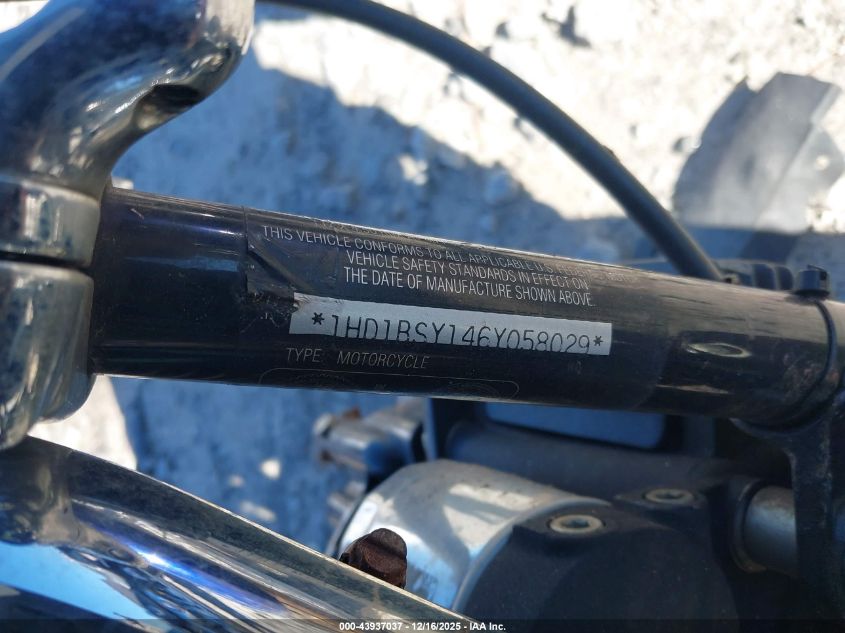 THIS VEHICLE CONFORMS TO ALL APPLICABLE U.S. FEDERAL MOTOR
VEHICLE SAFETY STANDARDS IN EFFECT ON
THE DATE OF MANUFACTURE SHOWN ABOVE.
*1HD1BSY146Y058029*
TYPE: MOTORCYCLE
000-43937037 - 12/16/2025 - IAA Inc.